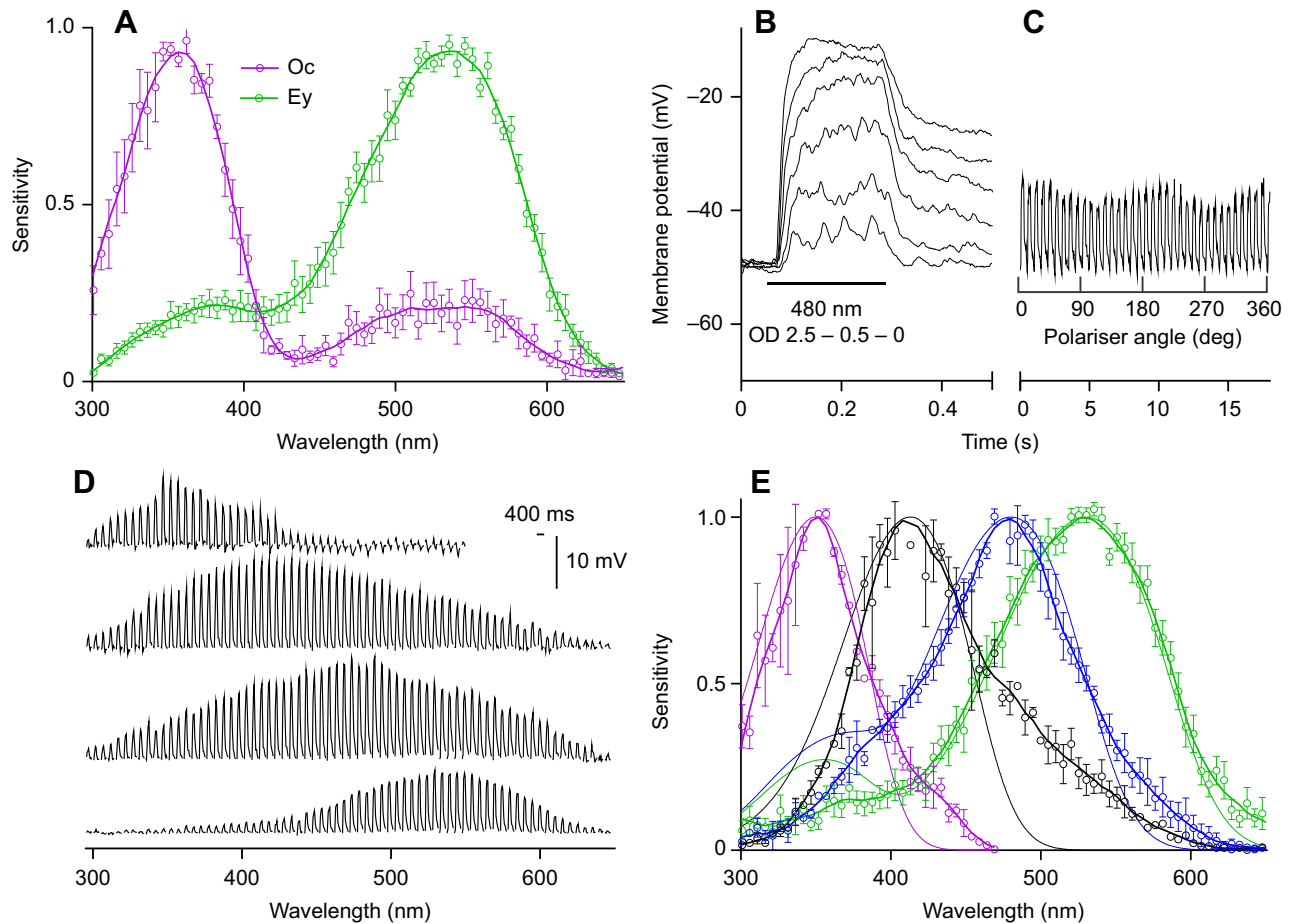 A
1.0
0.5
0
Sensitivity
Oc
Ey
300 400 500 600
Wavelength (nm)
B
−20
−40
−60
Membrane potential (mV)
480 nm
OD 2.5 – 0.5 – 0
0 0.2 0.4
C
0 90 180 270 360
Polariser angle (deg)
0 5 10 15
Time (s)
D
400 ms
10 mV
300 400 500 600
Wavelength (nm)
E
1.0
0.5
0
Sensitivity
300 400 500 600
Wavelength (nm)